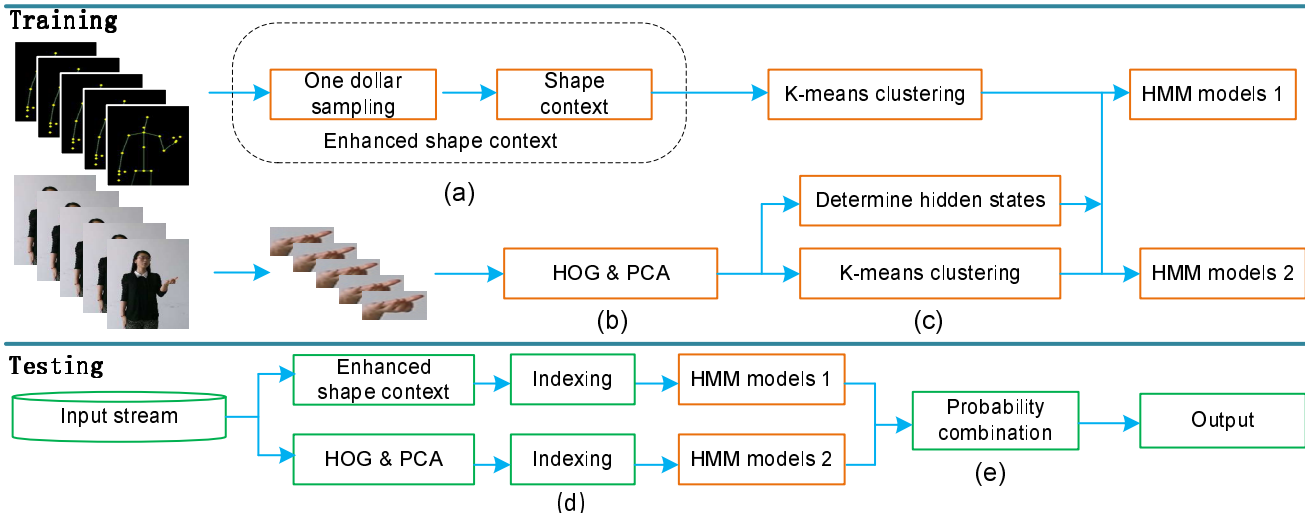 Training
One dollar
sampling
Shape
context
Enhanced shape context
(a)
K-means clustering
HMM models 1
Determine hidden states
HOG & PCA
K-means clustering
HMM models 2
(b)
(c)
Testing
Input stream
Enhanced
shape context
Indexing
HMM models 1
HOG & PCA
Indexing
HMM models 2
(d)
Probability
combination
(e)
Output